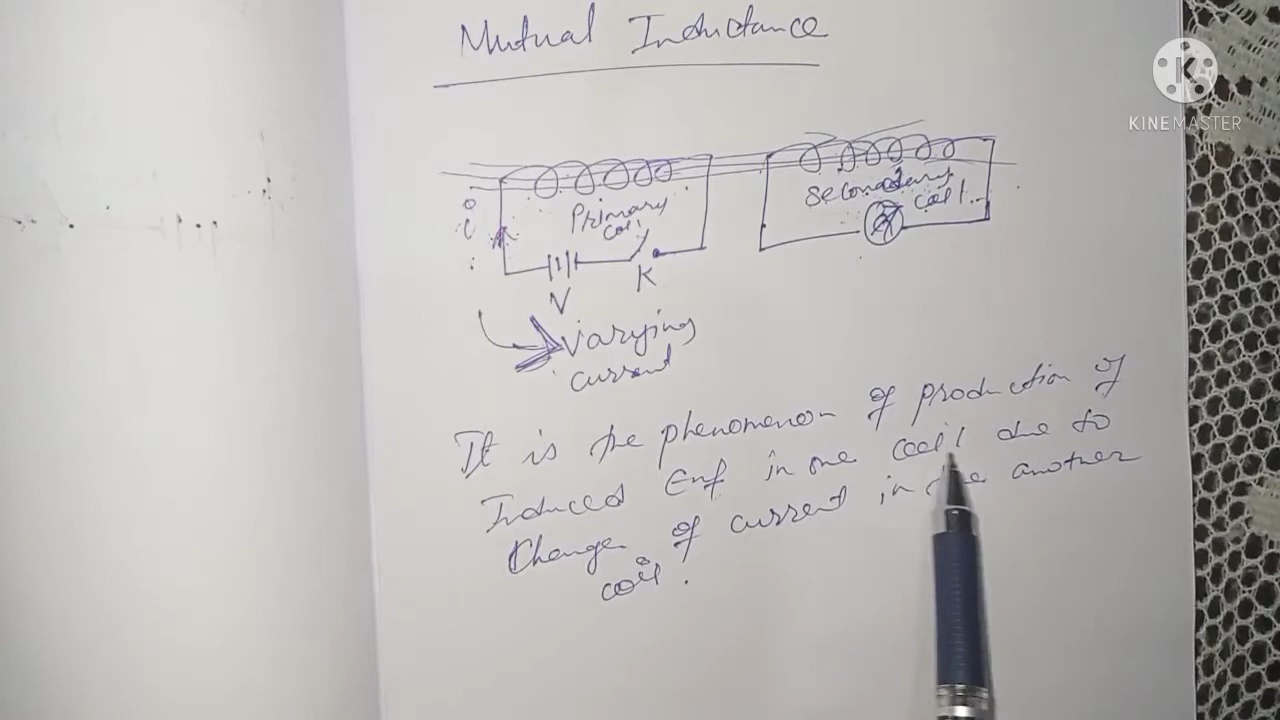 Mutual Inductance
K
KINEMASTER
Primary
coil
Secondary
coil
i
V
K
Varying
current
It is the phenomenon of production of
Induced Emf in one coil due to
Change of current in the another
coil.